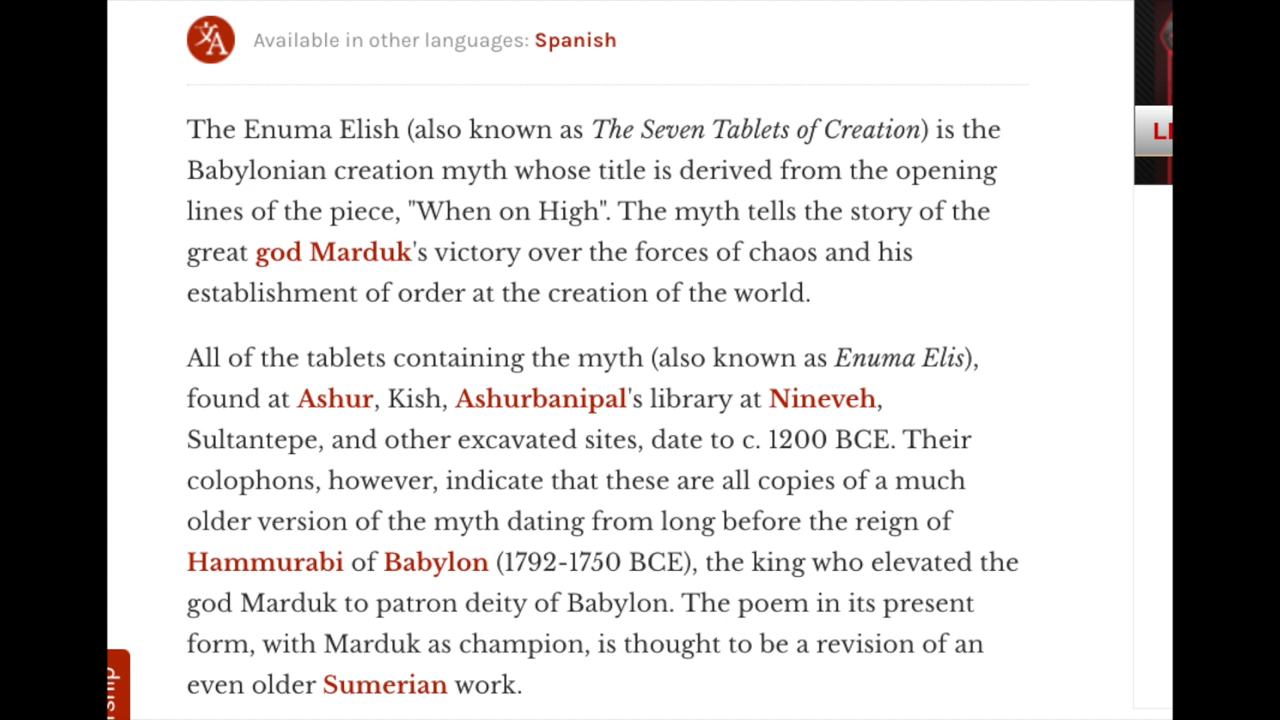 Available in other languages: Spanish
The Enuma Elish (also known as The Seven Tablets of Creation) is the
Babylonian creation myth whose title is derived from the opening
lines of the piece, "When on High". The myth tells the story of the
great god Marduk's victory over the forces of chaos and his
establishment of order at the creation of the world.
All of the tablets containing the myth (also known as Enuma Elis),
found at Ashur, Kish, Ashurbanipal's library at Nineveh,
Sultantepe, and other excavated sites, date to c. 1200 BCE. Their
colophons, however, indicate that these are all copies of a much
older version of the myth dating from long before the reign of
Hammurabi of Babylon (1792-1750 BCE), the king who elevated the
god Marduk to patron deity of Babylon. The poem in its present
form, with Marduk as champion, is thought to be a revision of an
even older Sumerian work.